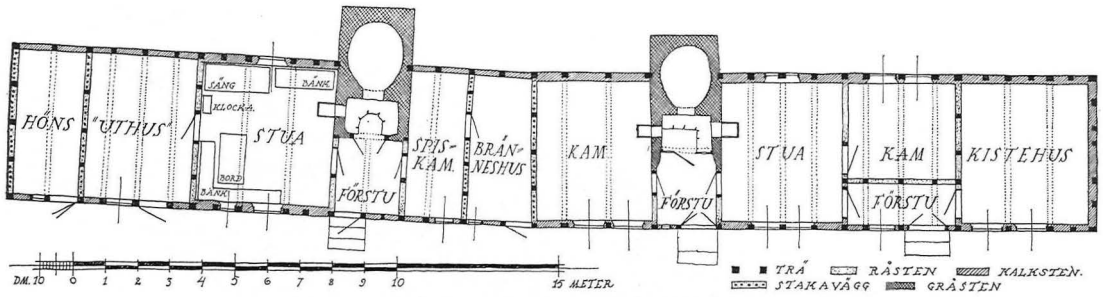 HÖNS
"UTHUS"
SÄNG
BÄNK
KLOCKA.
STUA
BORD
BÄNK
FÖRSTU
SPIS-
KAM.
BRÄN-
NESHUS
KAM
FÖRSTU
STUA
KAM
FÖRSTU
KISTEHUS
DM. 10 0 1 2 3 4 5 6 7 8 9 10 15 METER
TRÄ RÅSTEN KALKSTEN.
STAKAVÄGG GRÅSTEN